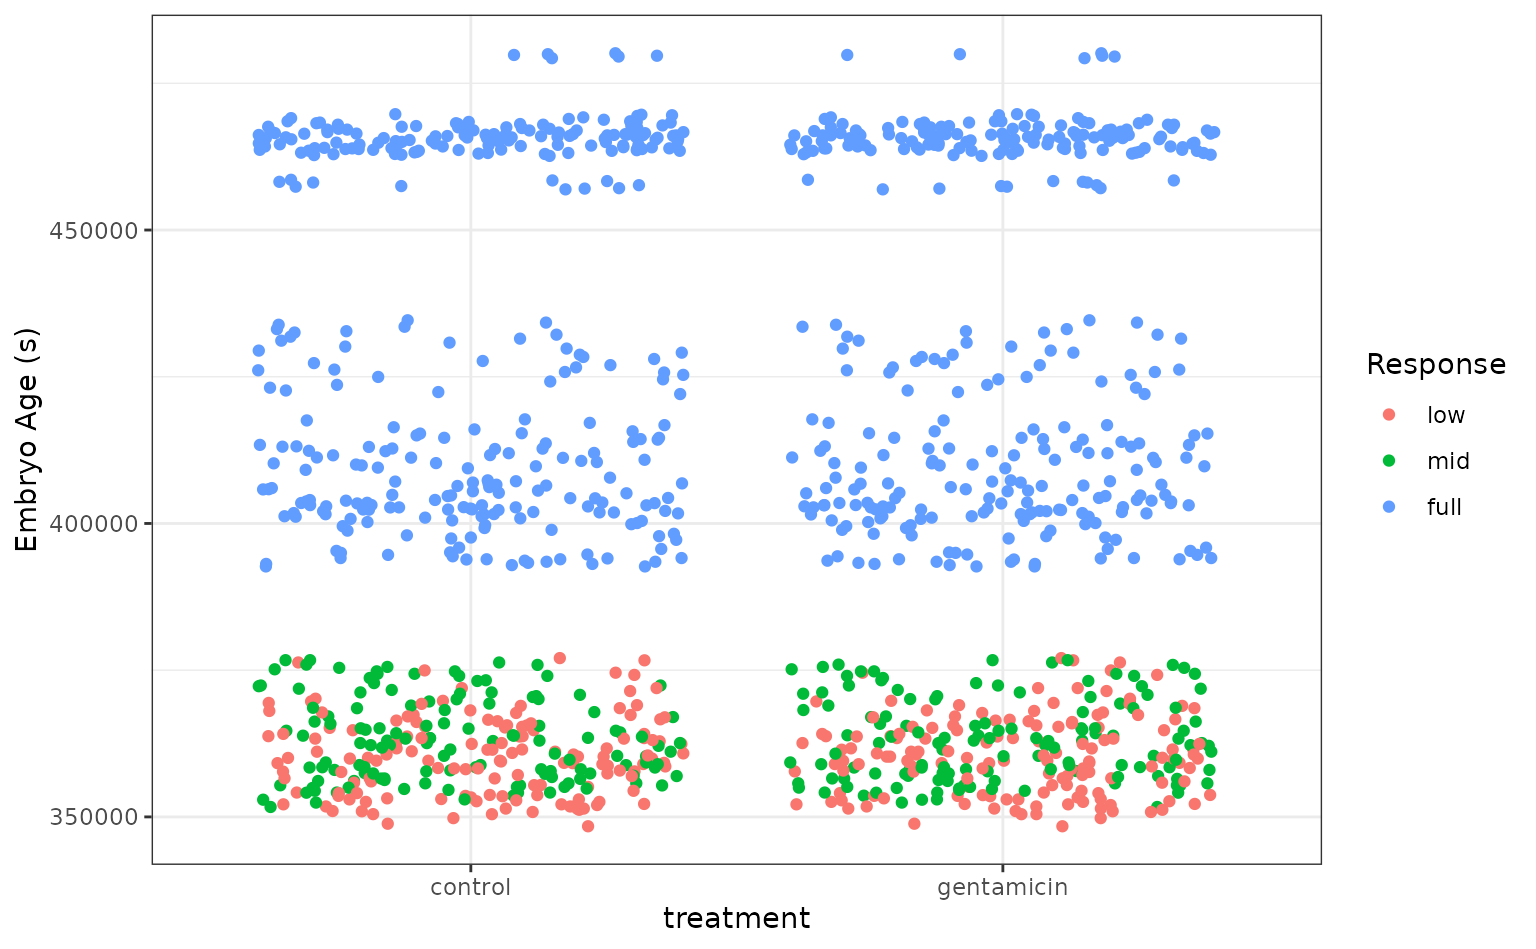 Embryo Age (s)
450000
400000
350000
control
gentamicin
treatment
Response
low
mid
full